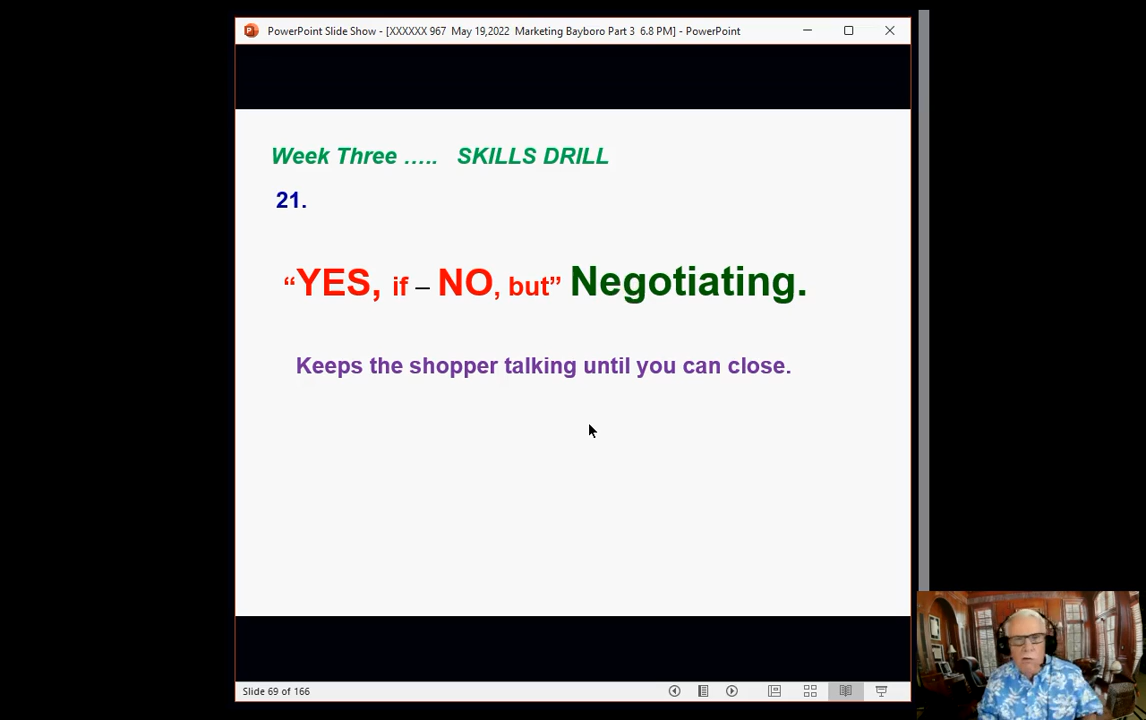 PowerPoint Slide Show - [XXXXXX 967 May 19,2022 Marketing Bayboro Part 3 6.8 PM] - PowerPoint
Week Three ..... SKILLS DRILL
21.
“YES, if – NO, but” Negotiating.
Keeps the shopper talking until you can close.
Slide 69 of 166